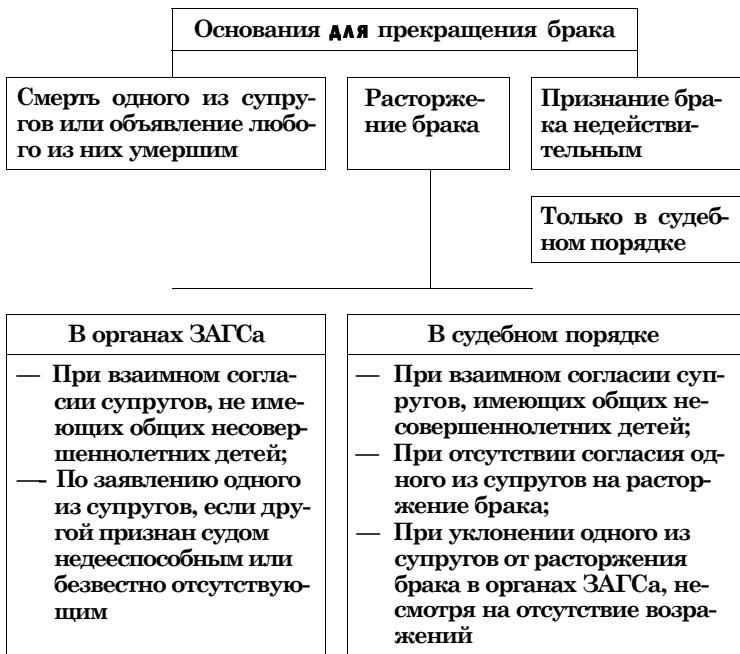 Основания для прекращения брака
Смерть одного из супру-
гов или объявление любо-
го из них умершим
Расторже-
ние брака
Признание бра-
ка недействи-
тельным
Только в судеб-
ном порядке
В органах ЗАГСа
— При взаимном согла-
сии супругов, не име-
ющих общих несовер-
шеннолетних детей;
— По заявлению одного
из супругов, если дру-
гой признан судом
недееспособным или
безвестно отсутствую-
щим
В судебном порядке
— При взаимном согласии суп-
ругов, имеющих общих не-
совершеннолетних детей;
— При отсутствии согласия од-
ного из супругов на растор-
жение брака;
— При уклонении одного из
супругов от расторжения
брака в органах ЗАГСа, не-
смотря на отсутствие возра-
жений